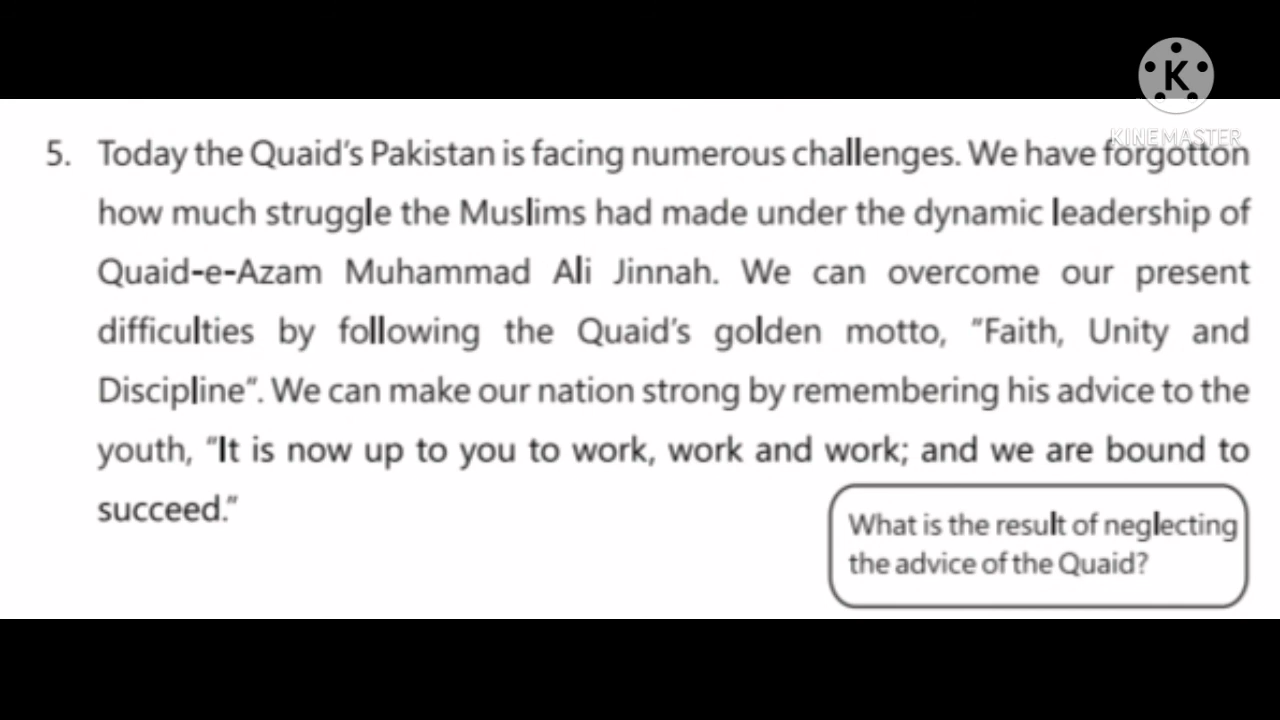 K
KINEMASTER
5. Today the Quaid's Pakistan is facing numerous challenges. We have forgotton
how much struggle the Muslims had made under the dynamic leadership of
Quaid-e-Azam Muhammad Ali Jinnah. We can overcome our present
difficulties by following the Quaid's golden motto, "Faith, Unity and
Discipline". We can make our nation strong by remembering his advice to the
youth, "It is now up to you to work, work and work; and we are bound to
succeed."
What is the result of neglecting
the advice of the Quaid?